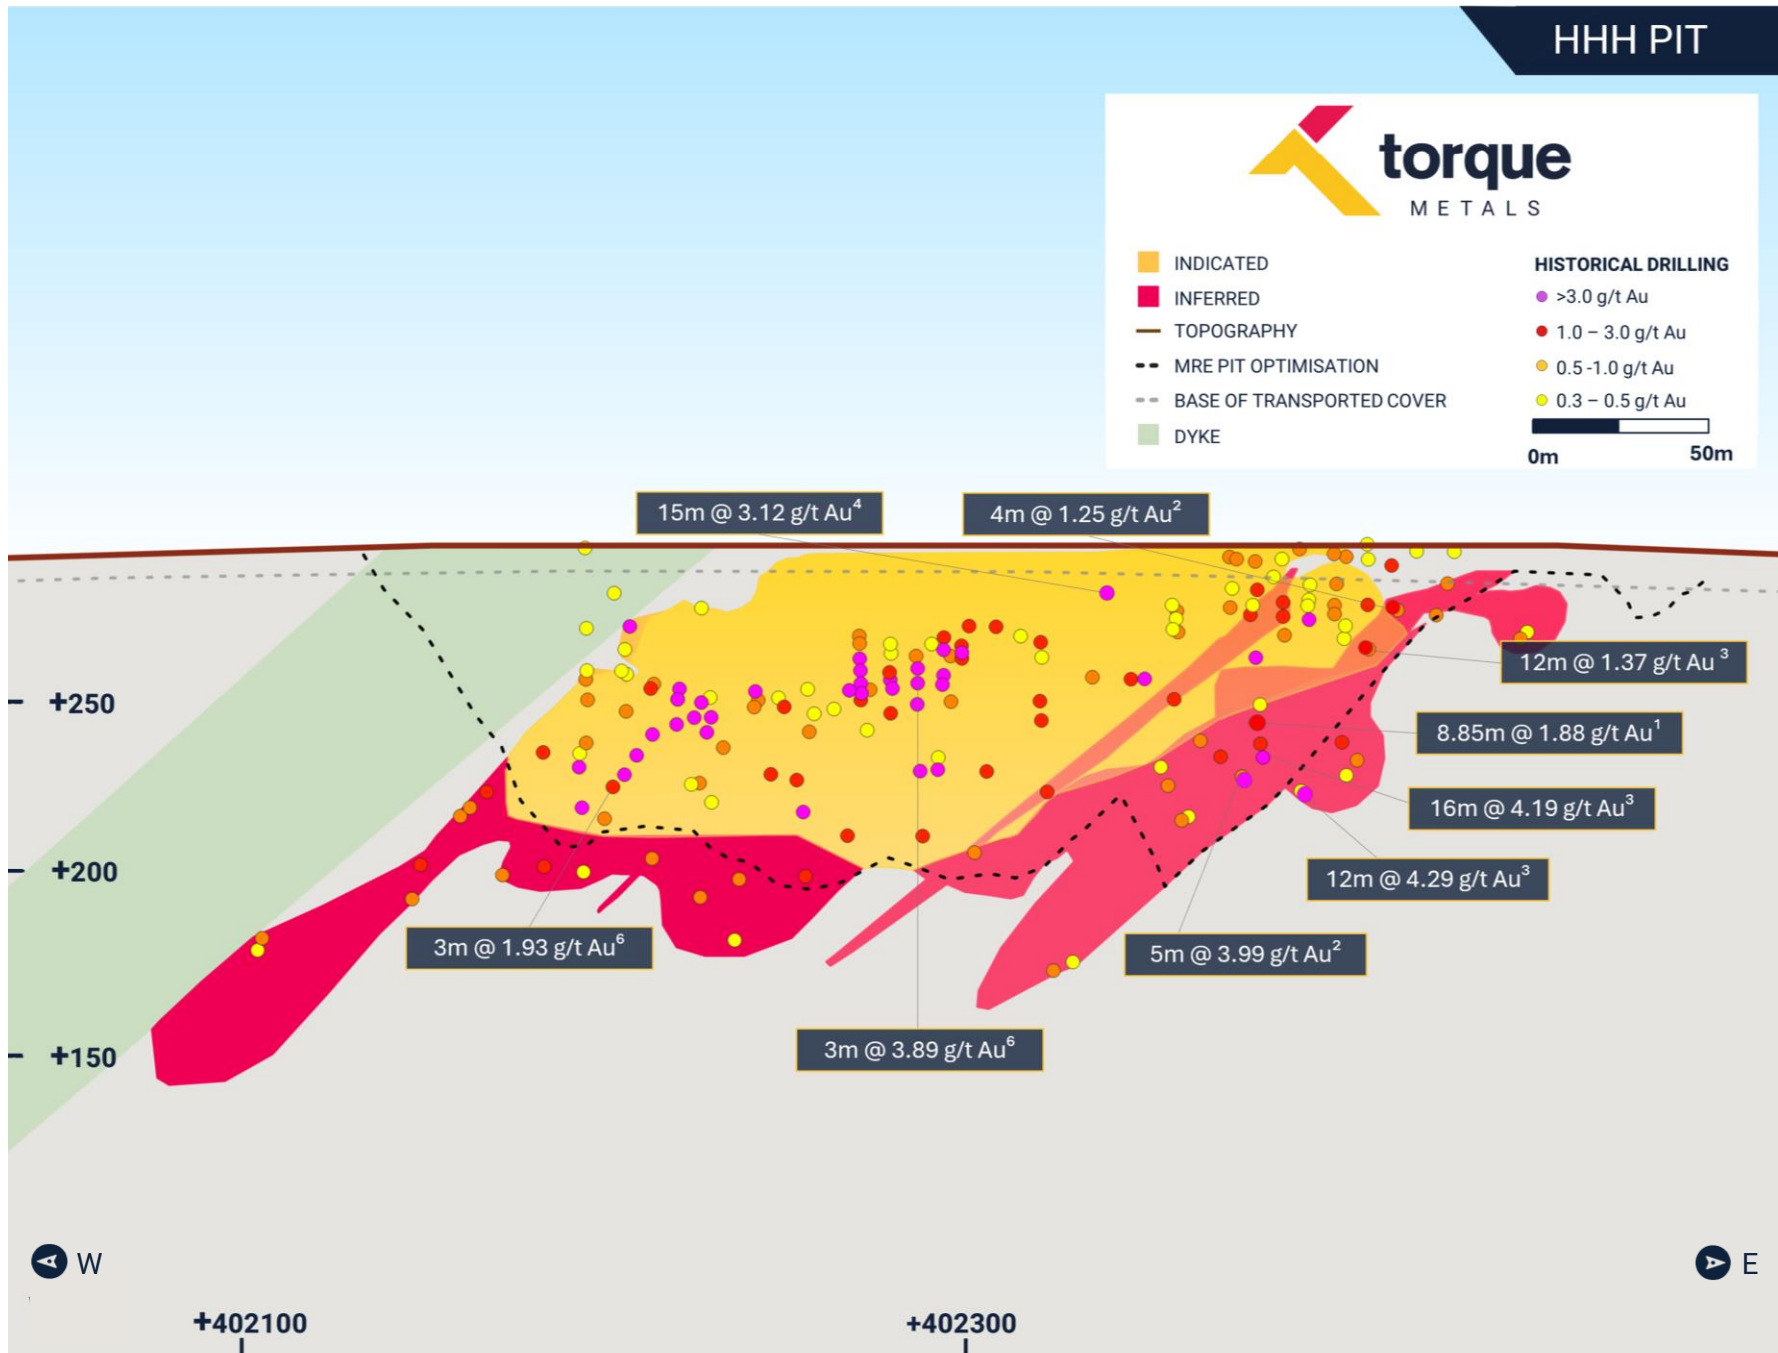 HHH PIT
torque
METALS
INDICATED
INFERRED
TOPOGRAPHY
MRE PIT OPTIMISATION
BASE OF TRANSPORTED COVER
DYKE
HISTORICAL DRILLING
>3.0 g/t Au
1.0 – 3.0 g/t Au
0.5 -1.0 g/t Au
0.3 – 0.5 g/t Au
0m 50m
15m @ 3.12 g/t Au⁴
4m @ 1.25 g/t Au²
12m @ 1.37 g/t Au ³
+250
8.85m @ 1.88 g/t Au¹
16m @ 4.19 g/t Au³
+200
12m @ 4.29 g/t Au³
3m @ 1.93 g/t Au⁶
5m @ 3.99 g/t Au²
3m @ 3.89 g/t Au⁶
+150
W
E
+402100
+402300